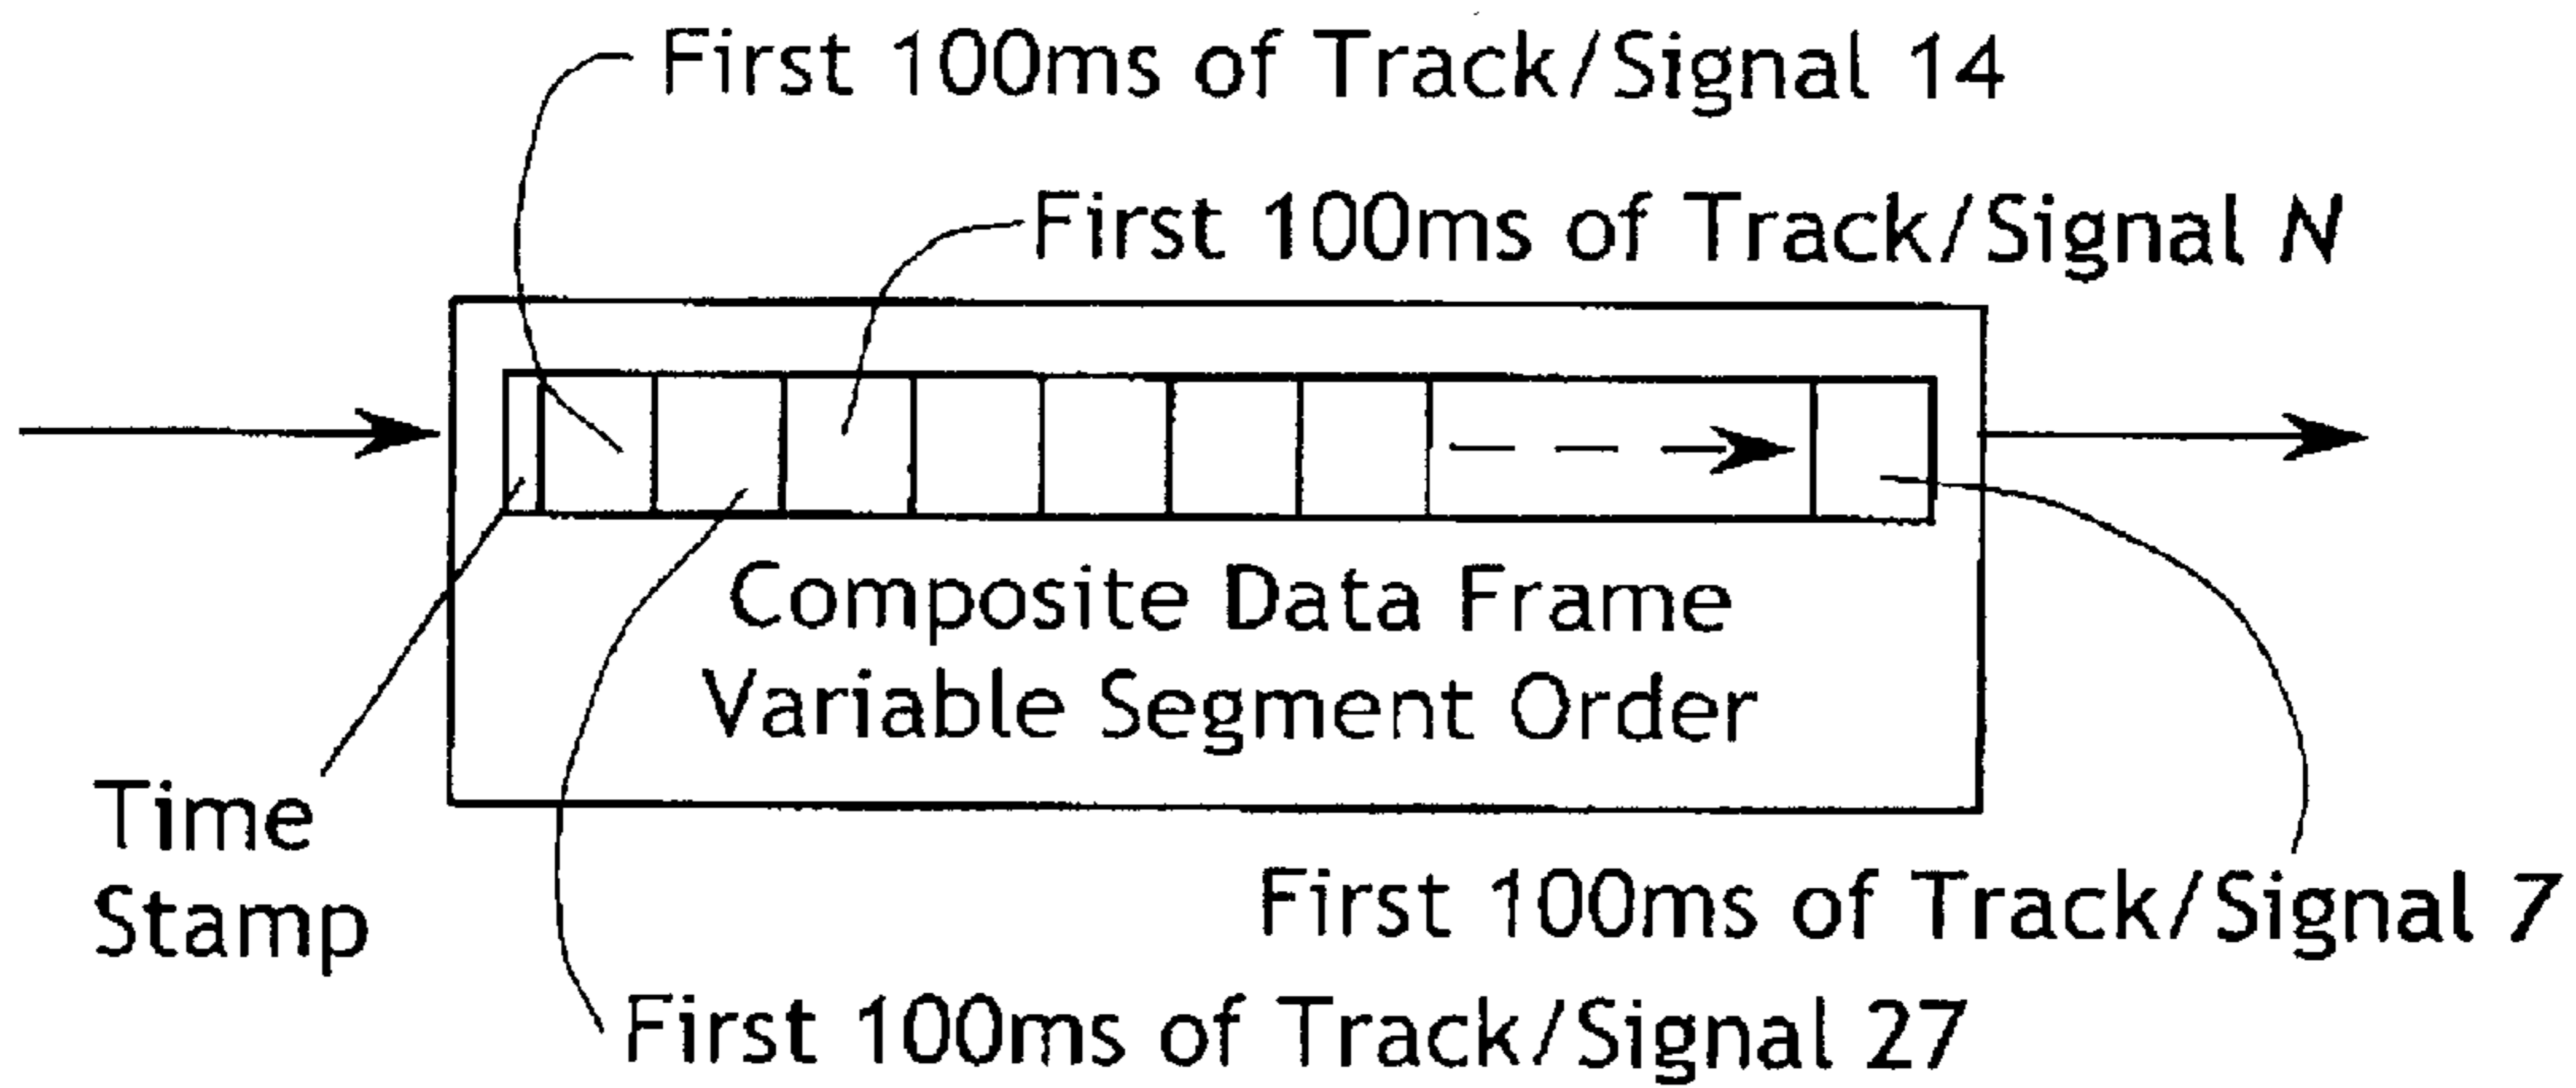 First 100ms of Track/Signal 14
First 100ms of Track/Signal N
Composite Data Frame
Variable Segment Order
Time
Stamp
First 100ms of Track/Signal 7
First 100ms of Track/Signal 27